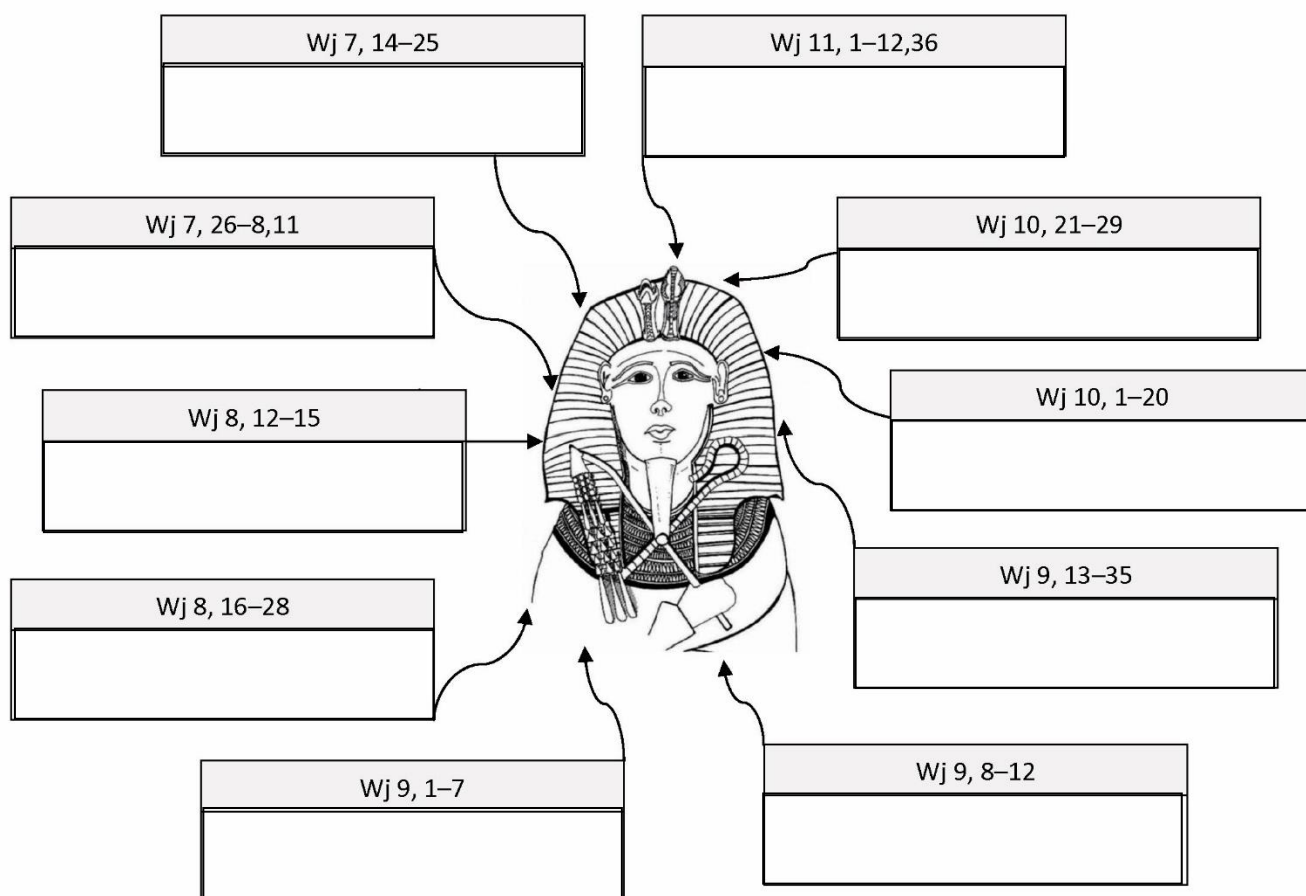 Wj 7, 14–25
Wj 11, 1–12,36
Wj 7, 26–8,11
Wj 10, 21–29
Wj 8, 12–15
Wj 10, 1–20
Wj 9, 13–35
Wj 8, 16–28
Wj 9, 1–7
Wj 9, 8–12